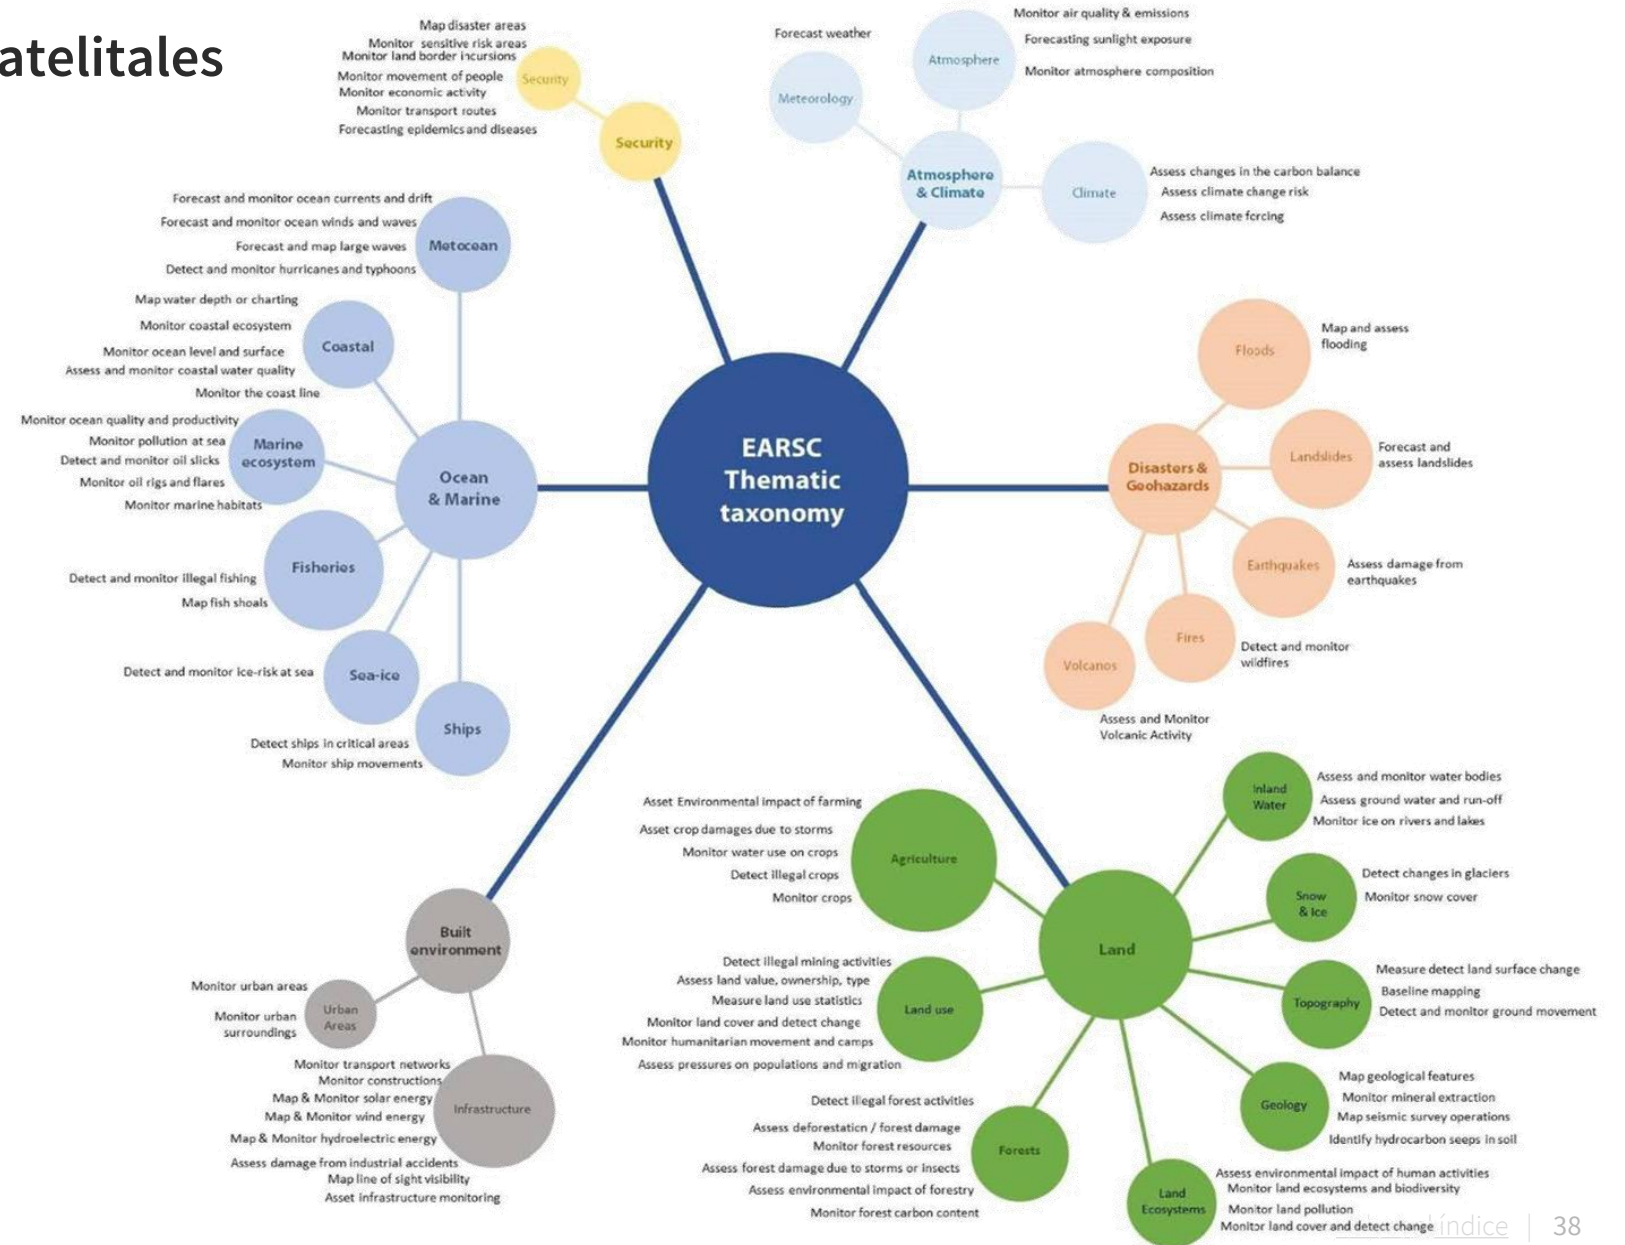 atelitales
Map disaster areas
Monitor sensitive risk areas
Monitor land border incursions
Monitor movement of people
Monitor economic activity
Monitor transport routes
Forecasting epidemics and diseases
Security
Security
Forecast weather
Meteorology
Atmosphere
Monitor air quality & emissions
Forecasting sunlight exposure
Monitor atmosphere composition
Atmosphere
& Climate
Climate
Assess changes in the carbon balance
Assess climate change risk
Assess climate forcing
Forecast and monitor ocean currents and drift
Forecast and monitor ocean winds and waves
Forecast and map large waves
Detect and monitor hurricanes and typhoons
Metocean
Map water depth or charting
Monitor coastal ecosystem
Monitor ocean level and surface
Assess and monitor coastal water quality
Monitor the coast line
Coastal
Monitor ocean quality and productivity
Monitor pollution at sea
Detect and monitor oil slicks
Monitor oil rigs and flares
Monitor marine habitats
Marine
ecosystem
Ocean
& Marine
Detect and monitor illegal fishing
Map fish shoals
Fisheries
Detect and monitor ice-risk at sea
Sea-ice
Detect ships in critical areas
Monitor ship movements
Ships
EARSC
Thematic
taxonomy
Floods
Map and assess
flooding
Disasters &
Geohazards
Landslides
Forecast and
assess landslides
Earthquakes
Assess damage from
earthquakes
Fires
Detect and monitor
wildfires
Volcanos
Assess and Monitor
Volcanic Activity
Built
environment
Monitor urban areas
Monitor urban
surroundings
Urban
Areas
Monitor transport networks
Monitor constructions
Map & Monitor solar energy
Map & Monitor wind energy
Map & Monitor hydroelectric energy
Assess damage from industrial accidents
Map line of sight visibility
Asset infrastructure monitoring
Infrastructure
Asset Environmental impact of farming
Asset crop damages due to storms
Monitor water use on crops
Detect illegal crops
Monitor crops
Agriculture
Land
Detect illegal mining activities
Assess land value, ownership, type
Measure land use statistics
Monitor land cover and detect change
Monitor humanitarian movement and camps
Assess pressures on populations and migration
Land use
Detect illegal forest activities
Assess deforestation / forest damage
Monitor forest resources
Assess forest damage due to storms or insects
Assess environmental impact of forestry
Monitor forest carbon content
Forests
Inland
Water
Assess and monitor water bodies
Assess ground water and run-off
Monitor ice on rivers and lakes
Snow
& Ice
Detect changes in glaciers
Monitor snow cover
Topography
Measure detect land surface change
Baseline mapping
Detect and monitor ground movement
Geology
Map geological features
Monitor mineral extraction
Map seismic survey operations
Identify hydrocarbon seeps in soil
Land
Ecosystems
Assess environmental impact of human activities
Monitor land ecosystems and biodiversity
Monitor land pollution
Monitor land cover and detect change
índice | 38